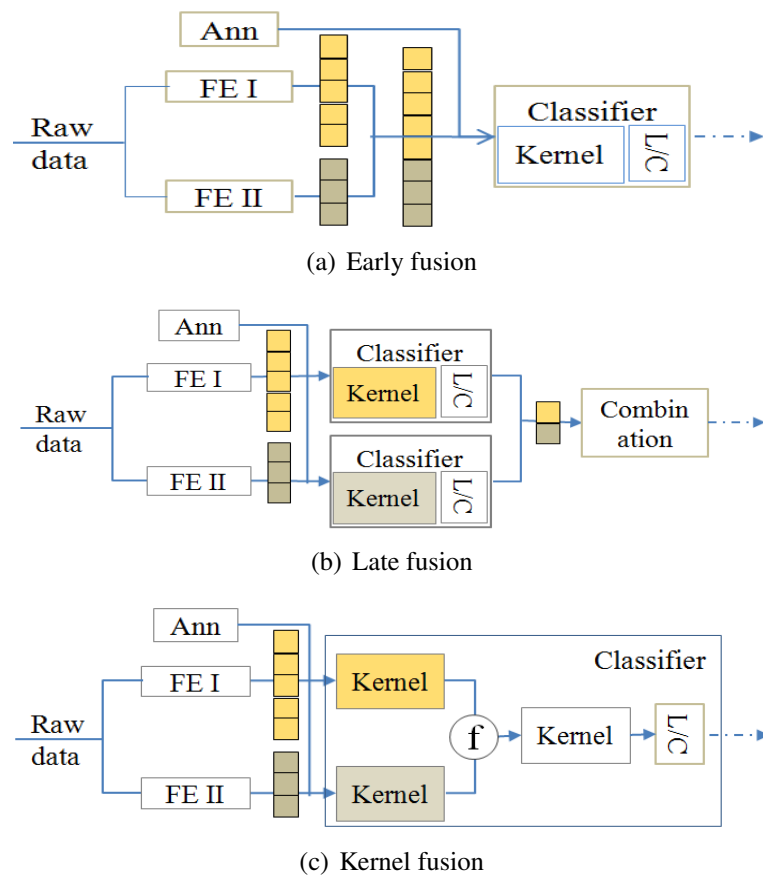 Ann
FE I
Raw
data
FE II
Classifier
Kernel
L/C
(a) Early fusion
Ann
FE I
Raw
data
FE II
Classifier
Kernel
L/C
Classifier
Kernel
L/C
Combin
ation
(b) Late fusion
Ann
FE I
Raw
data
FE II
Classifier
Kernel
Kernel
f
Kernel
L/C
(c) Kernel fusion